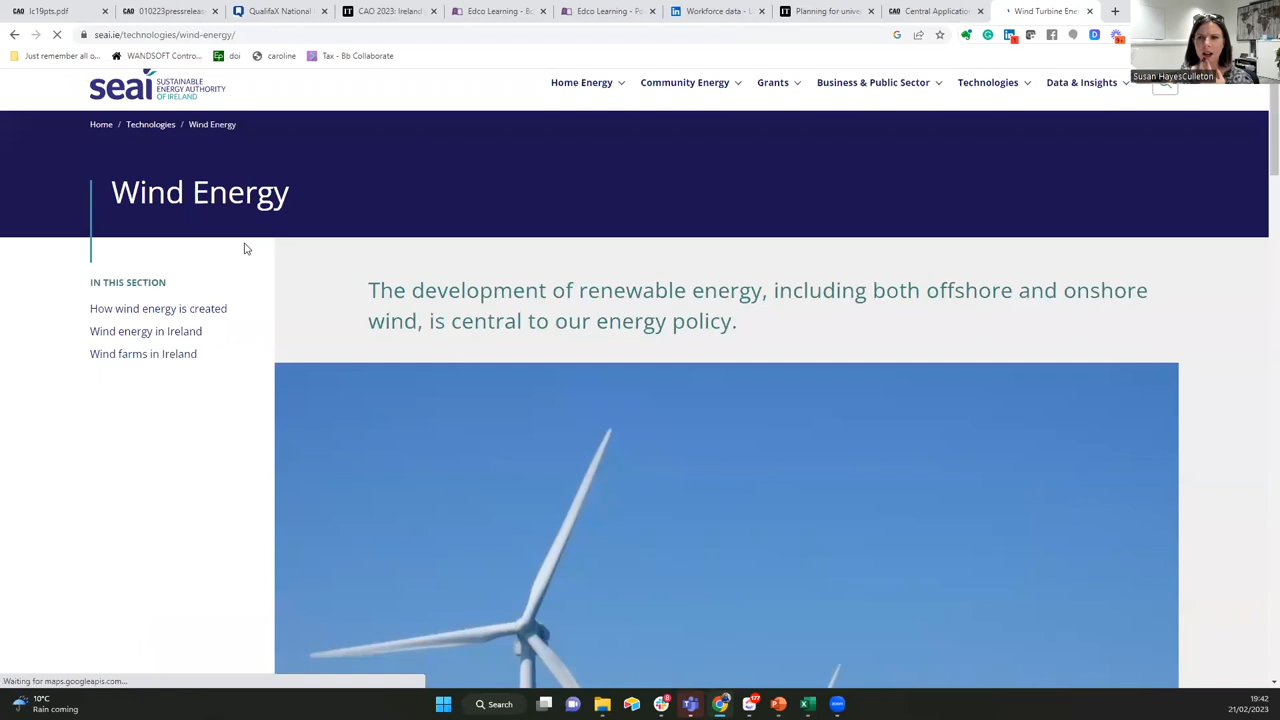 lc19pts.pdf
010223pressrelea
QualifaX National
CAO 2023: Ireland
Edco Learning - Bo
Edco Learning - Po
Workforce data - L
Planning for unive
Central Application
Wind Turbine Ener
seai.ie/technologies/wind-energy/
Just remember all o...
WANDSOFT Contro...
doi
caroline
Tax - Bb Collaborate
Susan HayesCulleton
seai SUSTAINABLE
ENERGY AUTHORITY
OF IRELAND
Home Energy
Community Energy
Grants
Business & Public Sector
Technologies
Data & Insights
Home / Technologies / Wind Energy
Wind Energy
IN THIS SECTION
How wind energy is created
Wind energy in Ireland
Wind farms in Ireland
The development of renewable energy, including both offshore and onshore
wind, is central to our energy policy.
Waiting for maps.googleapis.com...
10°C
Rain coming
Search
19:42
21/02/2023